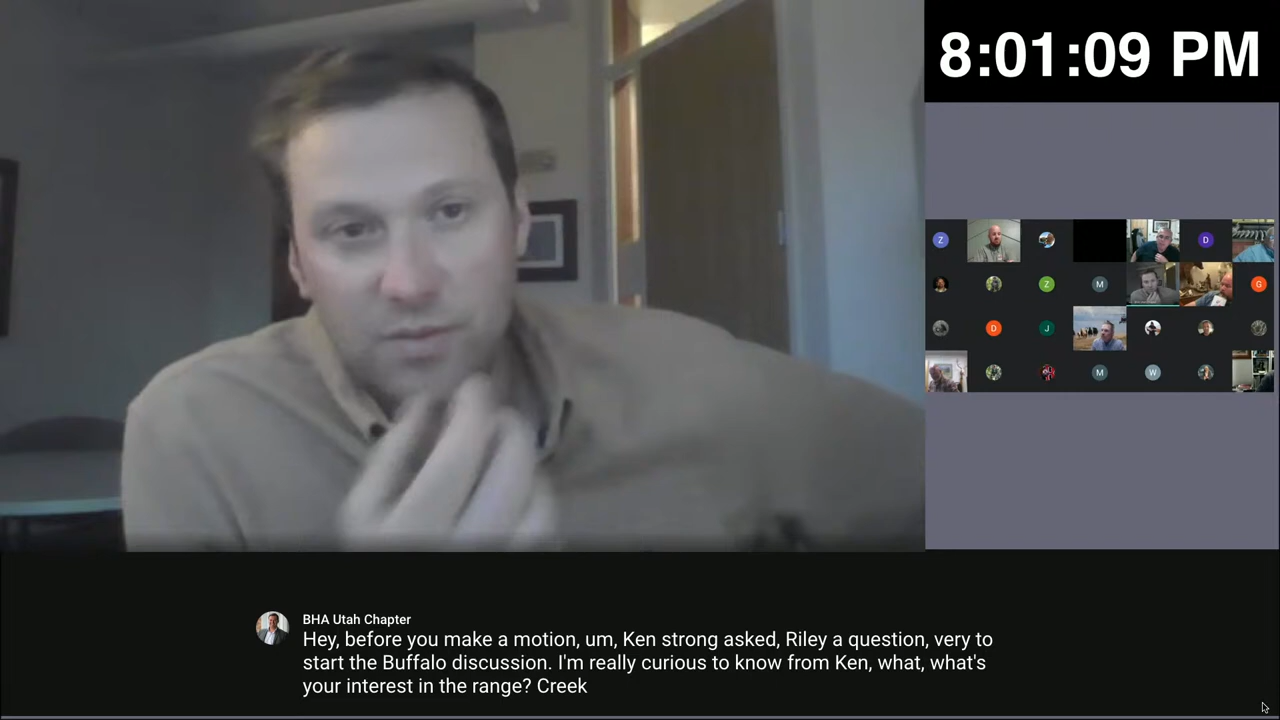 8:01:09 PM
Z
D
Z
M
G
D
J
M
W
BHA Utah Chapter
Hey, before you make a motion, um, Ken strong asked, Riley a question, very to
start the Buffalo discussion. I'm really curious to know from Ken, what, what's
your interest in the range? Creek